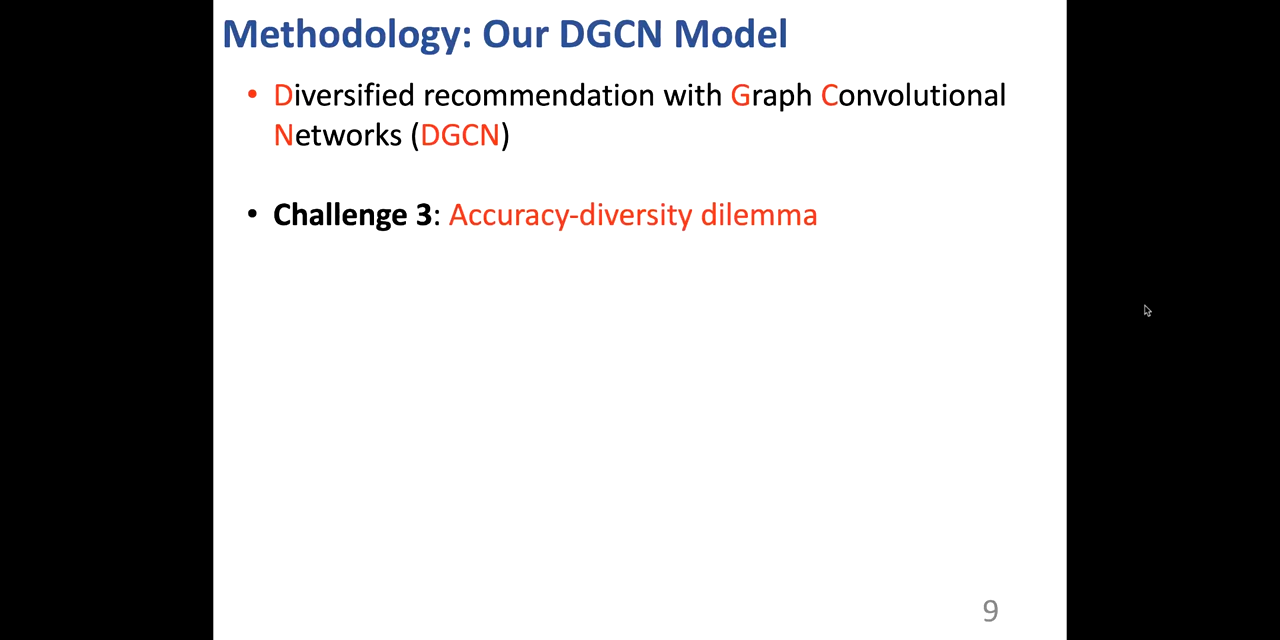 Methodology: Our DGCN Model
• Diversified recommendation with Graph Convolutional
Networks (DGCN)
• Challenge 3: Accuracy-diversity dilemma
9